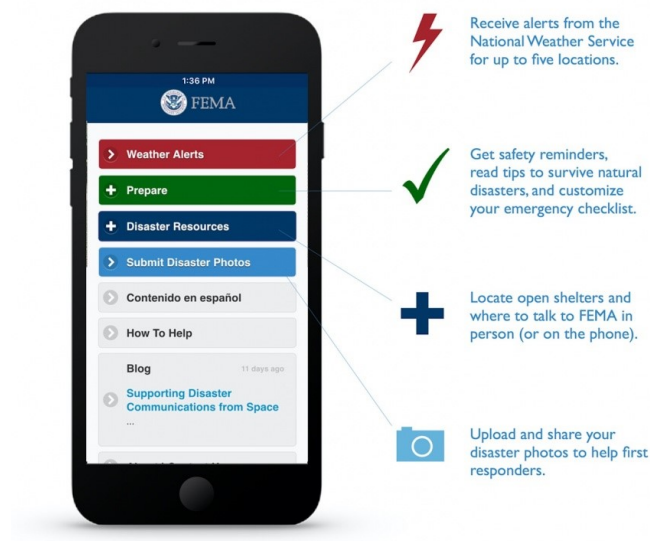 1:36 PM
FEMA
Weather Alerts
Prepare
Disaster Resources
Submit Disaster Photos
Contenido en español
How To Help
Blog 11 days ago
Supporting Disaster
Communications from Space
...
Receive alerts from the
National Weather Service
for up to five locations.
Get safety reminders,
read tips to survive natural
disasters, and customize
your emergency checklist.
Locate open shelters and
where to talk to FEMA in
person (or on the phone).
Upload and share your
disaster photos to help first
responders.